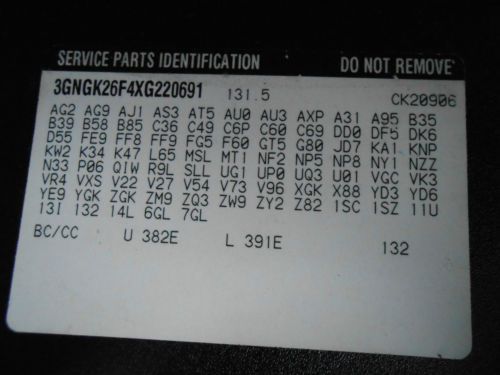 SERVICE PARTS IDENTIFICATION DO NOT REMOVE
3GNGK26F4XG220691 131.5 CK20906
AG2 AG9 AJ1 AS3 AT5 AU0 AU3 AXP A31 A95 B35
B39 B58 B85 C36 C49 C6P C60 C69 DD0 DF5 DK6
D55 FE9 FF8 FF9 FG5 F60 GT5 G80 JD7 KA1 KNP
KW2 K34 K47 L65 MSL MT1 NF2 NP5 NP8 NY1 NZZ
N33 P06 QIW R9L SLL UG1 UP0 UQ3 U01 VGC VK3
VR4 VXS V22 V27 V54 V73 V96 XGK X88 YD3 YD6
YE9 YGK ZGK ZM9 ZQ3 ZW9 ZY2 Z82 1SC 1SZ 11U
13I 132 14L 6GL 7GL
BC/CC U 382E L 391E 132